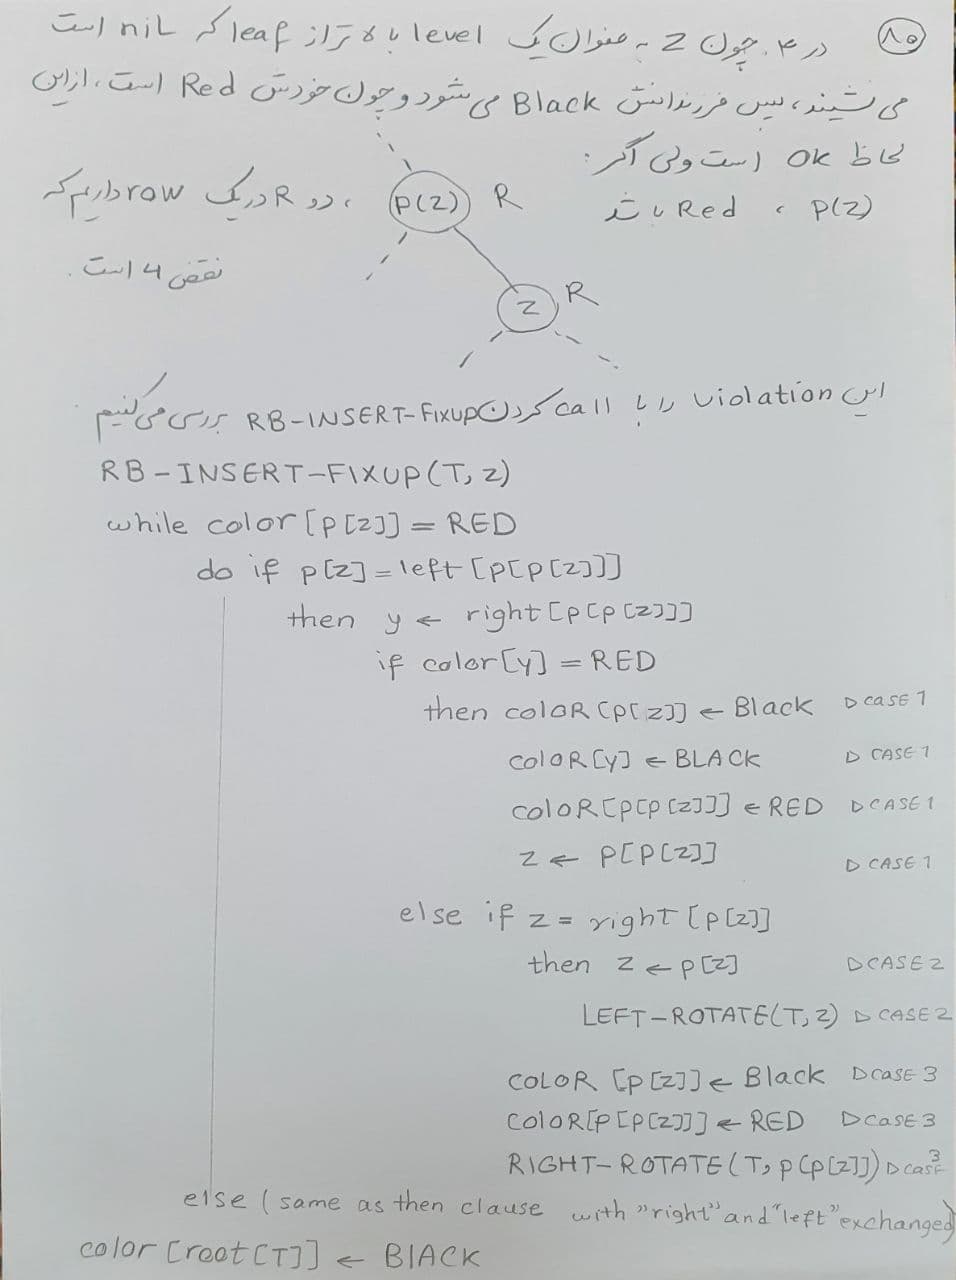 ۸۰
در ۴. چون z به عنوان یک level بالاتر از leaf که nil است
می نشیند، پس فرزندانش Black می شود و چون خودش Red است، از این
لحاظ ok است ولی اگر:
p(z) ، Red باشد ، دو R در یک row داریم که
نقض 4 است.
p(z) R
z R
این violation را با call کردن RB-INSERT-Fixup بررسی می کنیم.
RB-INSERT-FIXUP(T, z)
while color[p[z]] = RED
do if p[z] = left[p[p[z]]]
then y ← right[p[p[z]]]
if color[y] = RED
then coloR[p[z]] ← Black ▷ case 1
coloR[y] ← BLACK ▷ CASE 1
coloR[p[p[z]]] ← RED ▷ CASE 1
z ← p[p[z]] ▷ CASE 1
else if z = right[p[z]]
then z ← p[z] ▷ CASE 2
LEFT-ROTATE(T, z) ▷ CASE 2
COLOR [p[z]] ← Black ▷ CASE 3
coloR[p[p[z]]] ← RED ▷ CASE 3
RIGHT-ROTATE(T, p[p[z]]) ▷ case 3
else (same as then clause with "right" and "left" exchanged)
color [root[T]] ← BlACK